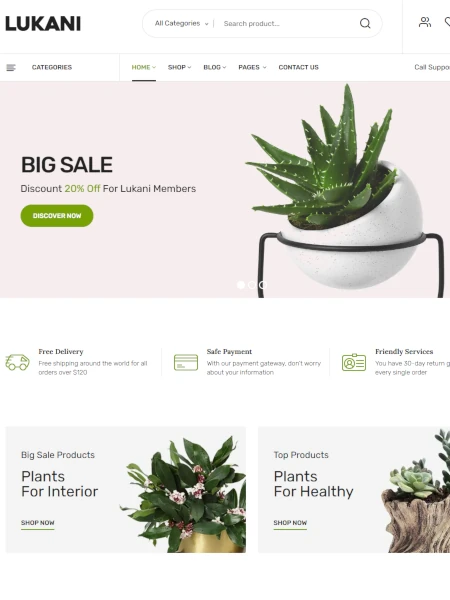 LUKANI
All Categories
Search product...
CATEGORIES
HOME
SHOP
BLOG
PAGES
CONTACT US
Call Suppo
BIG SALE
Discount 20% Off For Lukani Members
DISCOVER NOW
Free Delivery
Free shipping around the world for all
orders over $120
Safe Payment
With our payment gateway, don't worry
about your information
Friendly Services
You have 30-day return g
every single order
Big Sale Products
Plants
For Interior
SHOP NOW
Top Products
Plants
For Healthy
SHOP NOW